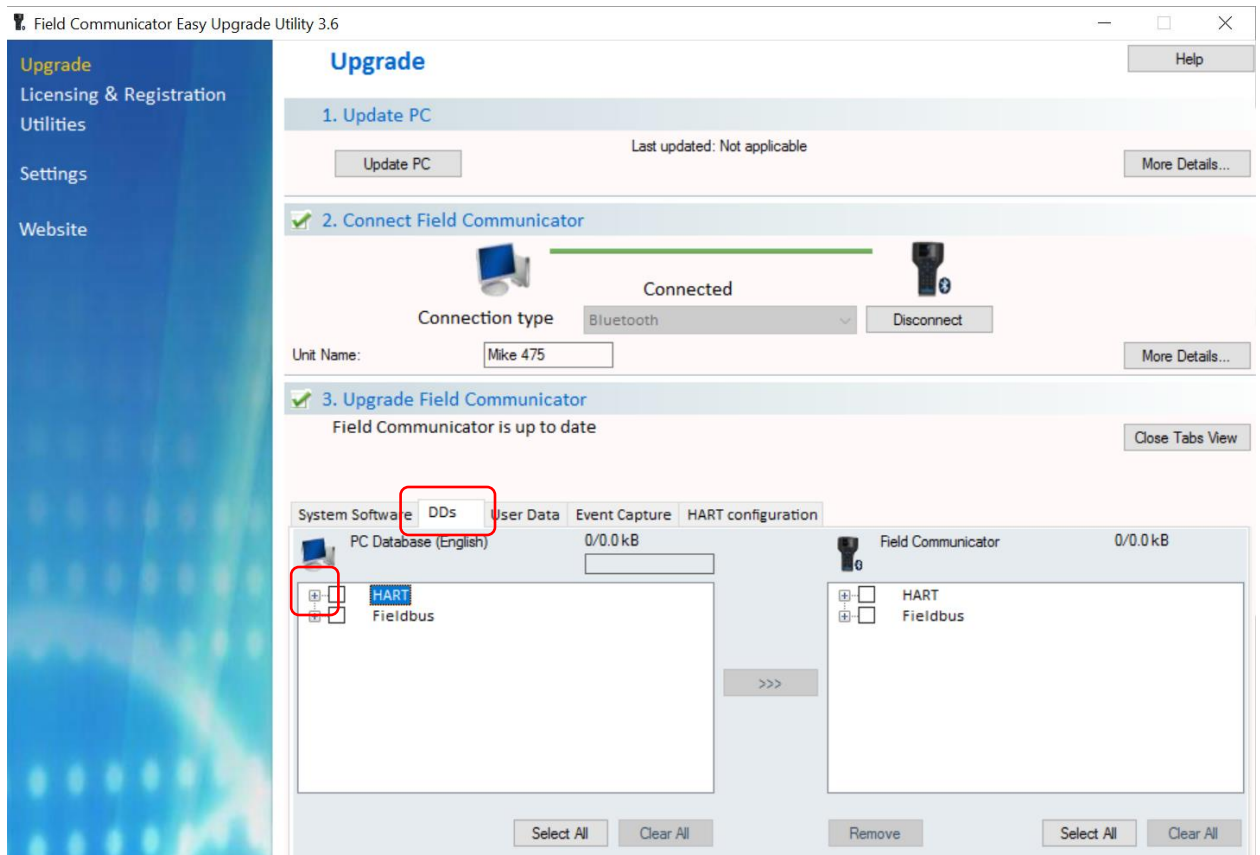 Field Communicator Easy Upgrade Utility 3.6
Upgrade
Licensing & Registration
Utilities
Settings
Website
Upgrade
Help
1. Update PC
Last updated: Not applicable
Update PC
More Details...
2. Connect Field Communicator
Connected
Connection type
Bluetooth
Disconnect
Unit Name:
Mike 475
More Details...
3. Upgrade Field Communicator
Field Communicator is up to date
Close Tabs View
System Software DDs User Data Event Capture HART configuration
PC Database (English) 0/0.0 kB
HART
Fieldbus
>>>
Select All Clear All
Field Communicator 0/0.0 kB
HART
Fieldbus
Remove Select All Clear All